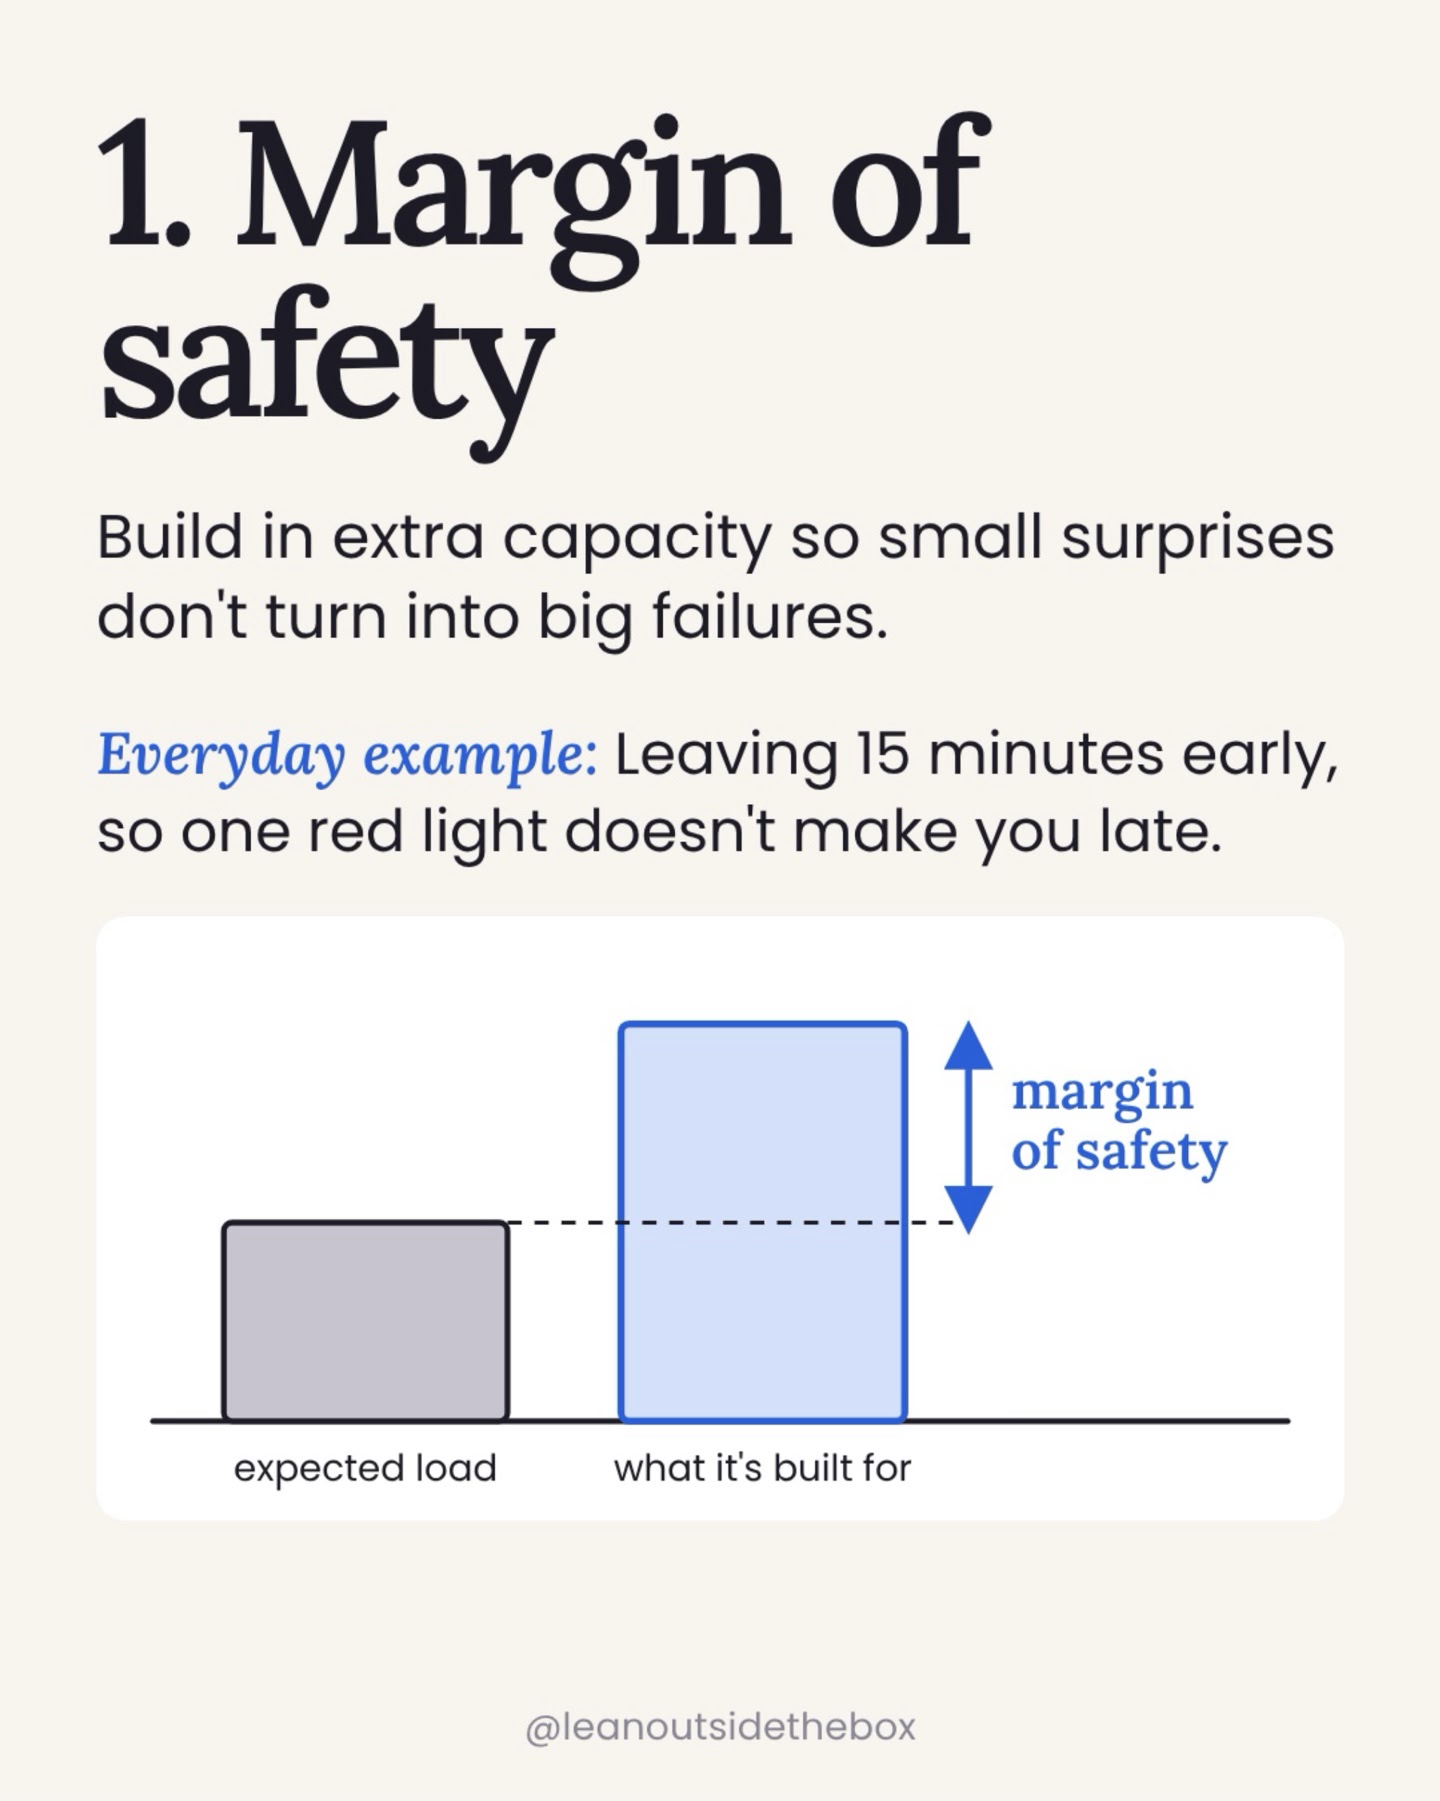 1. Margin of
safety
Build in extra capacity so small surprises
don't turn into big failures.
Everyday example: Leaving 15 minutes early,
so one red light doesn't make you late.
margin
of safety
expected load
what it's built for
@leanoutsidethebox